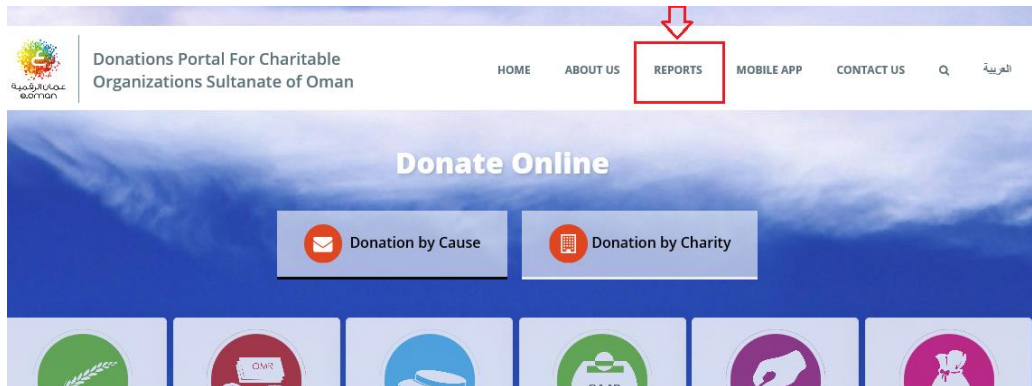 عمان الرقمية
e.oman
Donations Portal For Charitable
Organizations Sultanate of Oman
HOME ABOUT US REPORTS MOBILE APP CONTACT US العربية
Donate Online
Donation by Cause Donation by Charity
OMR